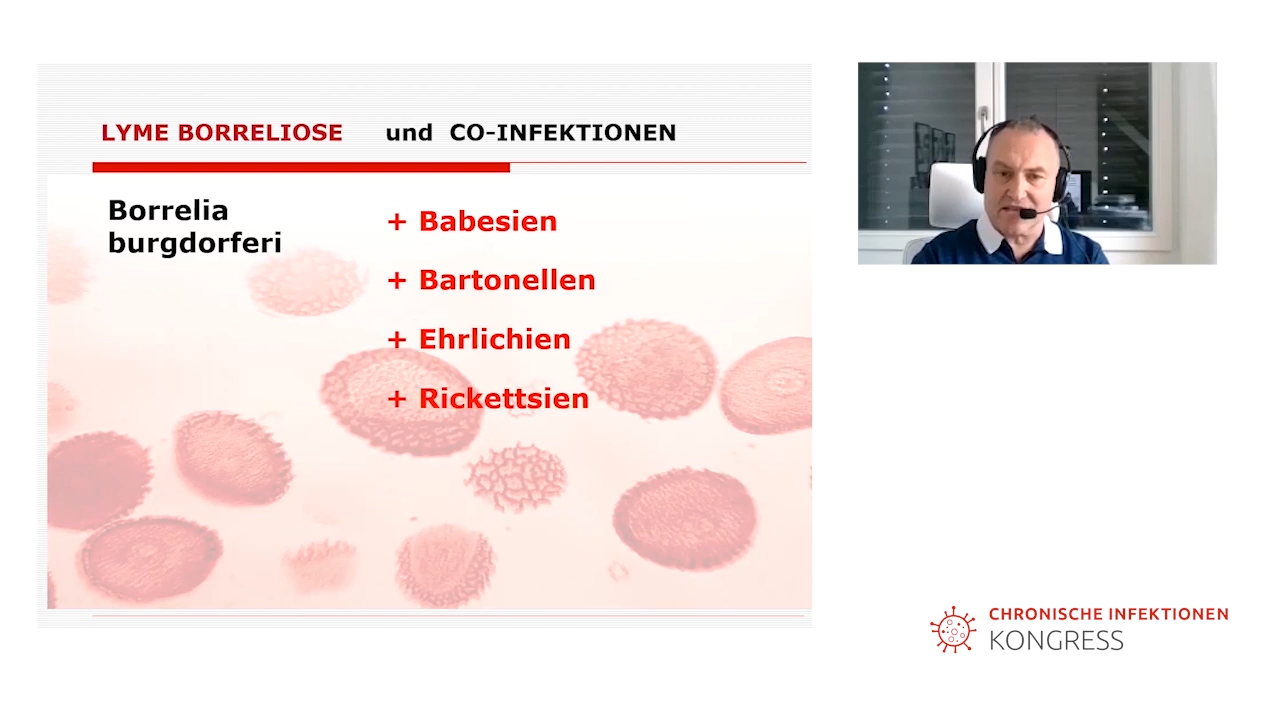 LYME BORRELIOSE und CO-INFEKTIONEN
Borrelia
burgdorferi
+ Babesien
+ Bartonellen
+ Ehrlichien
+ Rickettsien
CHRONISCHE INFEKTIONEN
KONGRESS